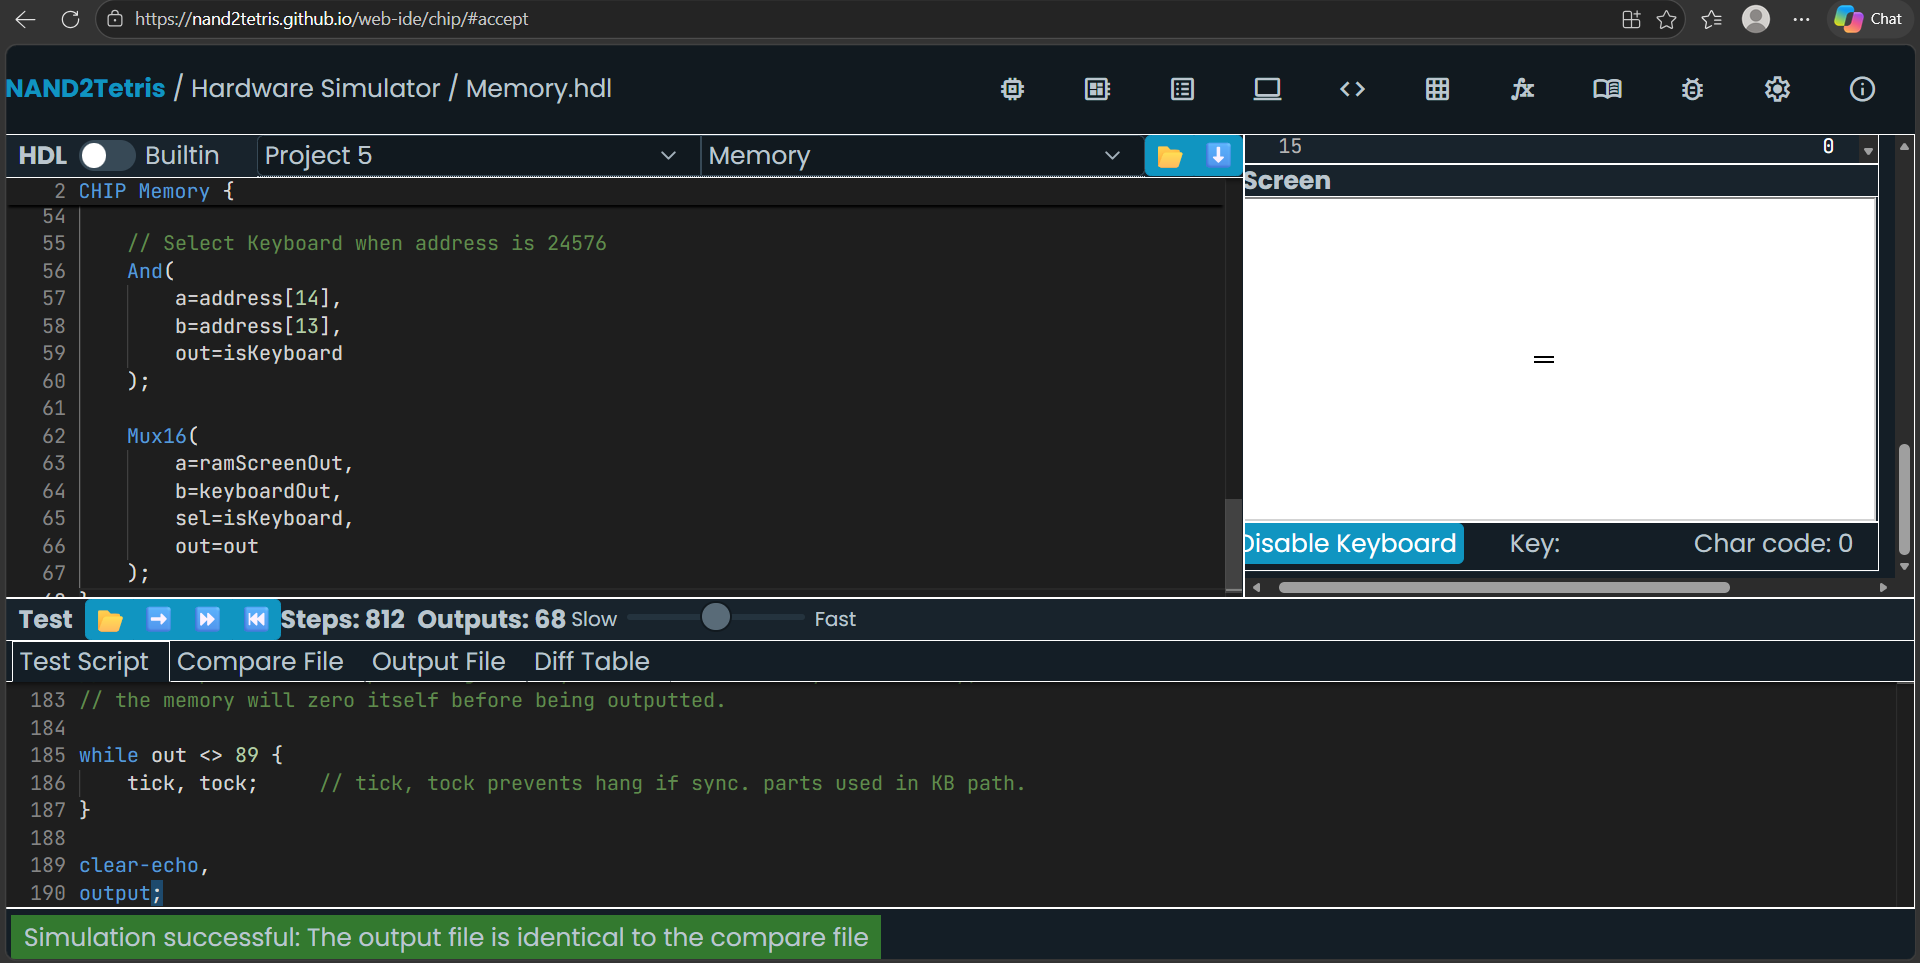 https://nand2tetris.github.io/web-ide/chip/#accept
Chat
NAND2Tetris / Hardware Simulator / Memory.hdl
HDL Builtin Project 5 Memory
2 CHIP Memory {
54
55 // Select Keyboard when address is 24576
56 And(
57 a=address[14],
58 b=address[13],
59 out=isKeyboard
60 );
61
62 Mux16(
63 a=ramScreenOut,
64 b=keyboardOut,
65 sel=isKeyboard,
66 out=out
67 );
15 0
Screen
Disable Keyboard Key: Char code: 0
Test Steps: 812 Outputs: 68 Slow Fast
Test Script Compare File Output File Diff Table
183 // the memory will zero itself before being outputted.
184
185 while out <> 89 {
186 tick, tock; // tick, tock prevents hang if sync. parts used in KB path.
187 }
188
189 clear-echo,
190 output;
Simulation successful: The output file is identical to the compare file